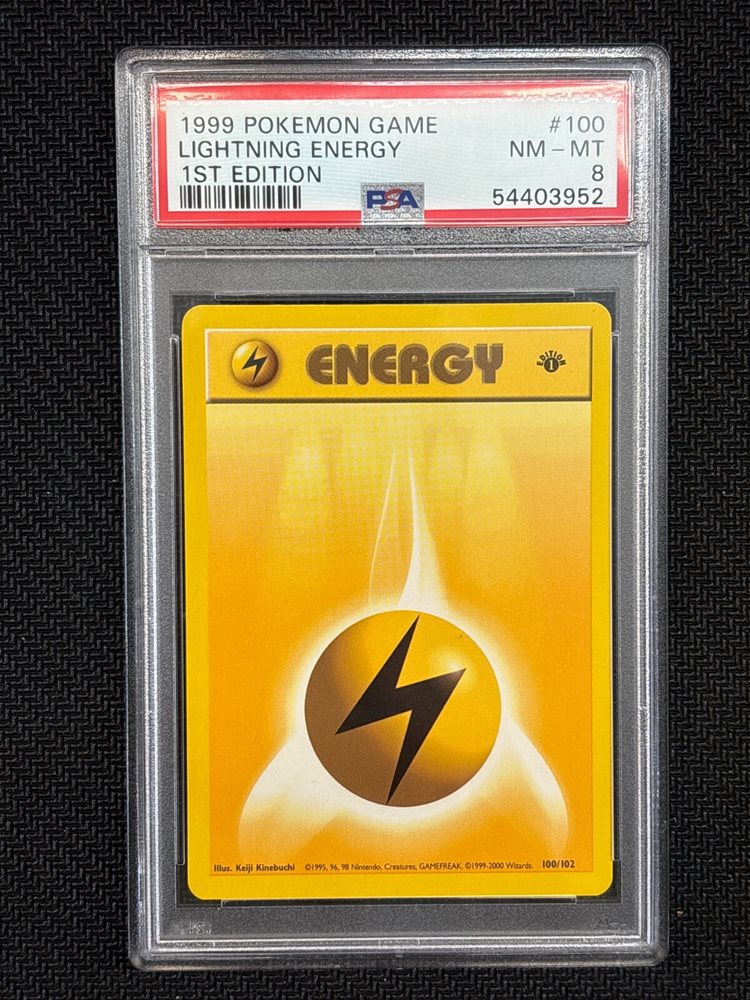 1999 POKEMON GAME #100
LIGHTNING ENERGY NM – MT
1ST EDITION 8
PSA 54403952
ENERGY
EDITION
1
Illus. Keiji Kinebuchi ©1995, 96, 98 Nintendo, Creatures, GAMEFREAK. ©1999-2000 Wizards. 100/102